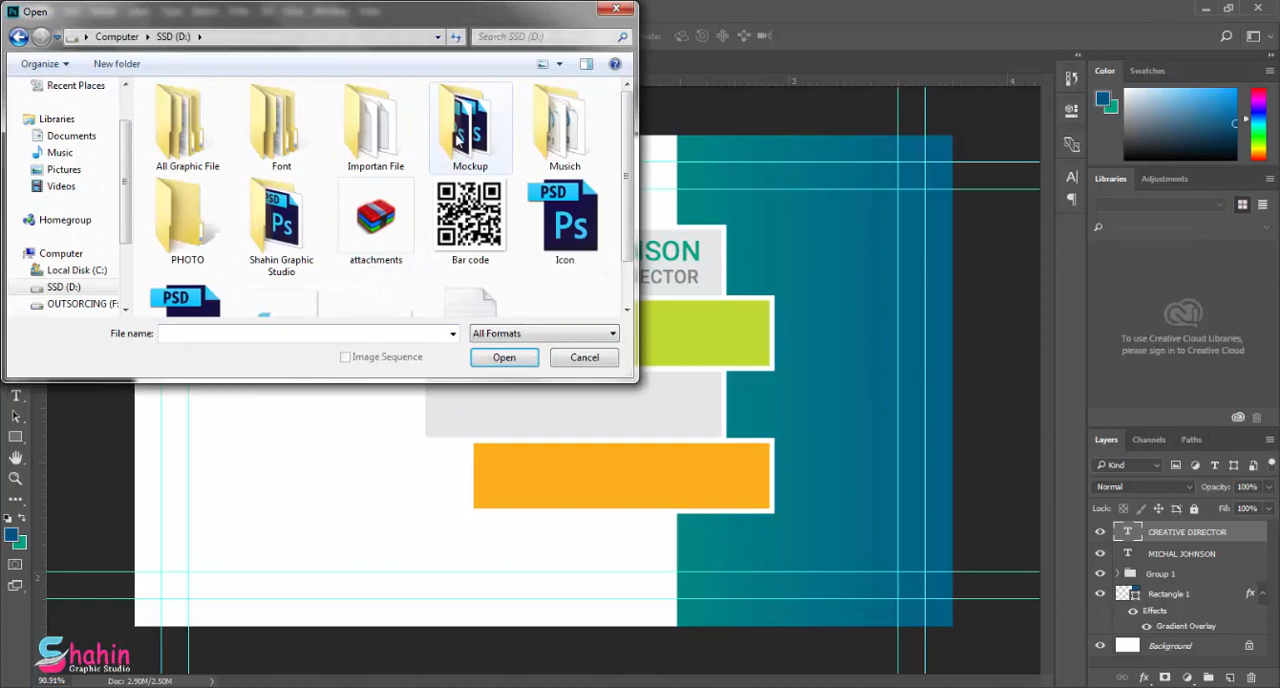 Ps Open
Computer ▸ SSD (D:) ▸
Search SSD (D:)
Organize
New folder
Recent Places
Libraries
Documents
Music
Pictures
Videos
Homegroup
Computer
Local Disk (C:)
SSD (D:)
OUTSORCING (F:
All Graphic File
Font
Importan File
Mockup
Musich
PHOTO
PSD
Ps
Shahin Graphic
Studio
attachments
Bar code
PSD
Ps
Icon
PSD
File name:
All Formats
Image Sequence
Open
Cancel
3
4
NSON
ECTOR
2
Color
Swatches
Libraries
Adjustments
To use Creative Cloud Libraries,
please sign in to Creative Cloud
Layers
Channels
Paths
Kind
Normal
Opacity: 100%
Lock:
Fill: 100%
T CREATIVE DIRECTOR
T MICHAL JOHNSON
Group 1
Rectangle 1
fx
Effects
Gradient Overlay
Background
Shahin
Graphic Studio
90.91%
Doc: 2.90M/2.50M